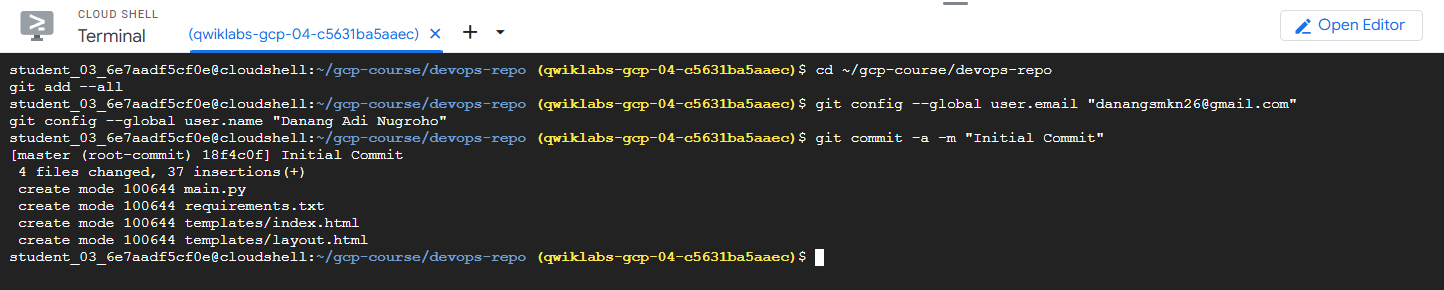 CLOUD SHELL
Terminal
(qwiklabs-gcp-04-c5631ba5aaec)
Open Editor
student_03_6e7aadf5cf0e@cloudshell:~/gcp-course/devops-repo (qwiklabs-gcp-04-c5631ba5aaec)$ cd ~/gcp-course/devops-repo
git add --all
student_03_6e7aadf5cf0e@cloudshell:~/gcp-course/devops-repo (qwiklabs-gcp-04-c5631ba5aaec)$ git config --global user.email "danangsmkn26@gmail.com"
git config --global user.name "Danang Adi Nugroho"
student_03_6e7aadf5cf0e@cloudshell:~/gcp-course/devops-repo (qwiklabs-gcp-04-c5631ba5aaec)$ git commit -a -m "Initial Commit"
[master (root-commit) 18f4c0f] Initial Commit
 4 files changed, 37 insertions(+)
 create mode 100644 main.py
 create mode 100644 requirements.txt
 create mode 100644 templates/index.html
 create mode 100644 templates/layout.html
student_03_6e7aadf5cf0e@cloudshell:~/gcp-course/devops-repo (qwiklabs-gcp-04-c5631ba5aaec)$